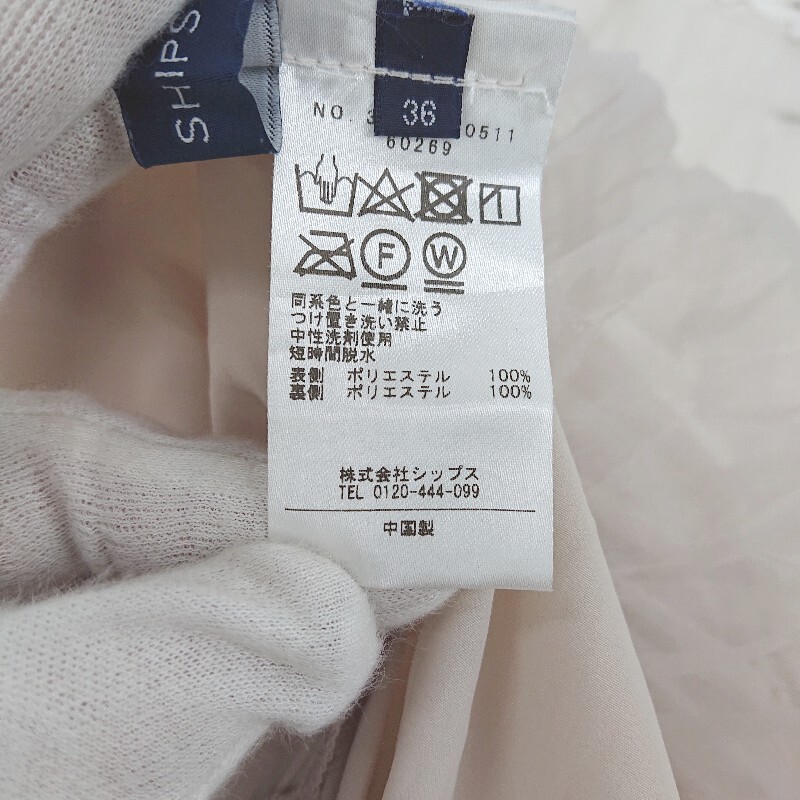 SHIPS
36
NO. 3 0511
60269
F W
同系色と一緒に洗う
つけ置き洗い禁止
中性洗剤使用
短時間脱水
表側 ポリエステル 100%
裏側 ポリエステル 100%
株式会社シップス
TEL 0120-444-099
中国製